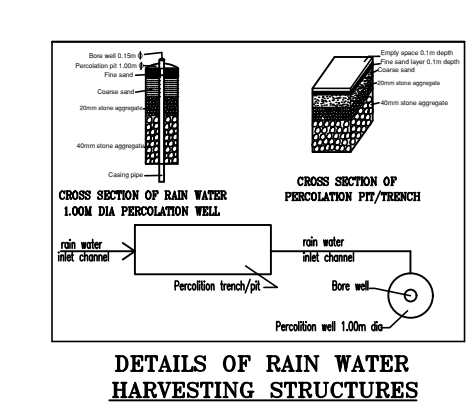 Bore well 0.15m ϕ
Percolation pit 1.00m ϕ
Fine sand
Coarse sand
20mm stone aggregate
40mm stone aggregate
Casing pipe
CROSS SECTION OF RAIN WATER
1.00M DIA PERCOLATION WELL
Empty space 0.1m depth
Fine sand layer 0.1m depth
Coarse sand
20mm stone aggregate
40mm stone aggregate
CROSS SECTION OF
PERCOLATION PIT/TRENCH
rain water
inlet channel
Percolition trench/pit
rain water
inlet channel
Bore well
Percolition well 1.00m dia
DETAILS OF RAIN WATER
HARVESTING STRUCTURES